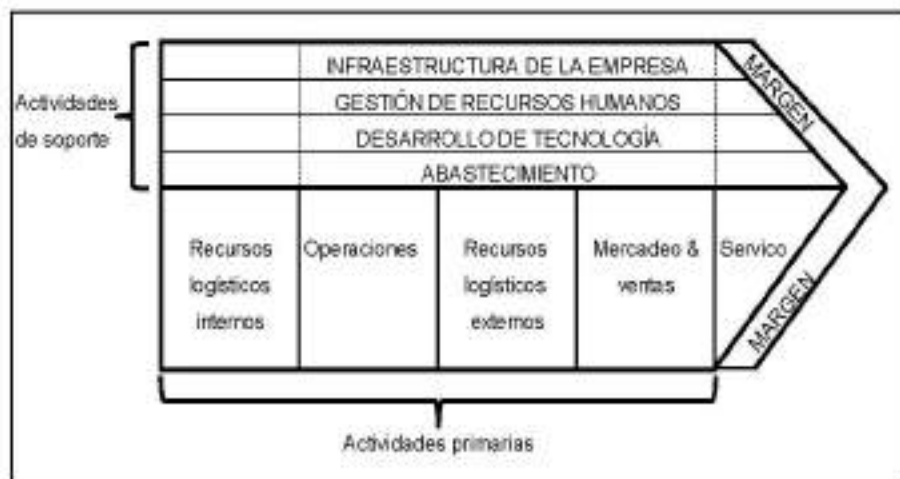 INFRAESTRUCTURA DE LA EMPRESA
GESTIÓN DE RECURSOS HUMANOS
DESARROLLO DE TECNOLOGÍA
ABASTECIMIENTO
Actividades
de soporte
MARGEN
Recursos
logísticos
internos
Operaciones
Recursos
logísticos
externos
Mercadeo &
ventas
Servico
MARGEN
Actividades primarias